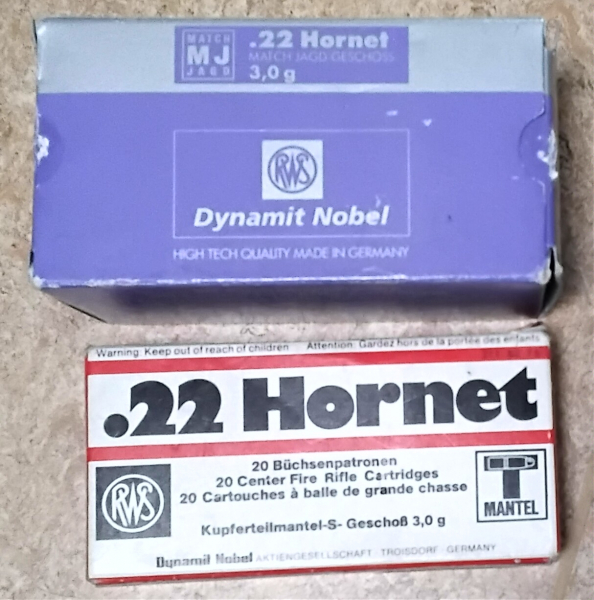 MATCH
MJ
JAGD
.22 Hornet
MATCH JAGD-GESCHOSS
3,0 g
RWS
Dynamit Nobel
HIGH TECH QUALITY MADE IN GERMANY
Warning: Keep out of reach of children Attention: Gardez hors de la portée des enfants
.22 Hornet
RWS
20 Büchsenpatronen
20 Center Fire Rifle Cartridges
20 Cartouches à balle de grande chasse
Kupferteilmantel-S- Geschoß 3,0 g
T
MANTEL
Dynamit Nobel AKTIENGESELLSCHAFT TROISDORF GERMANY